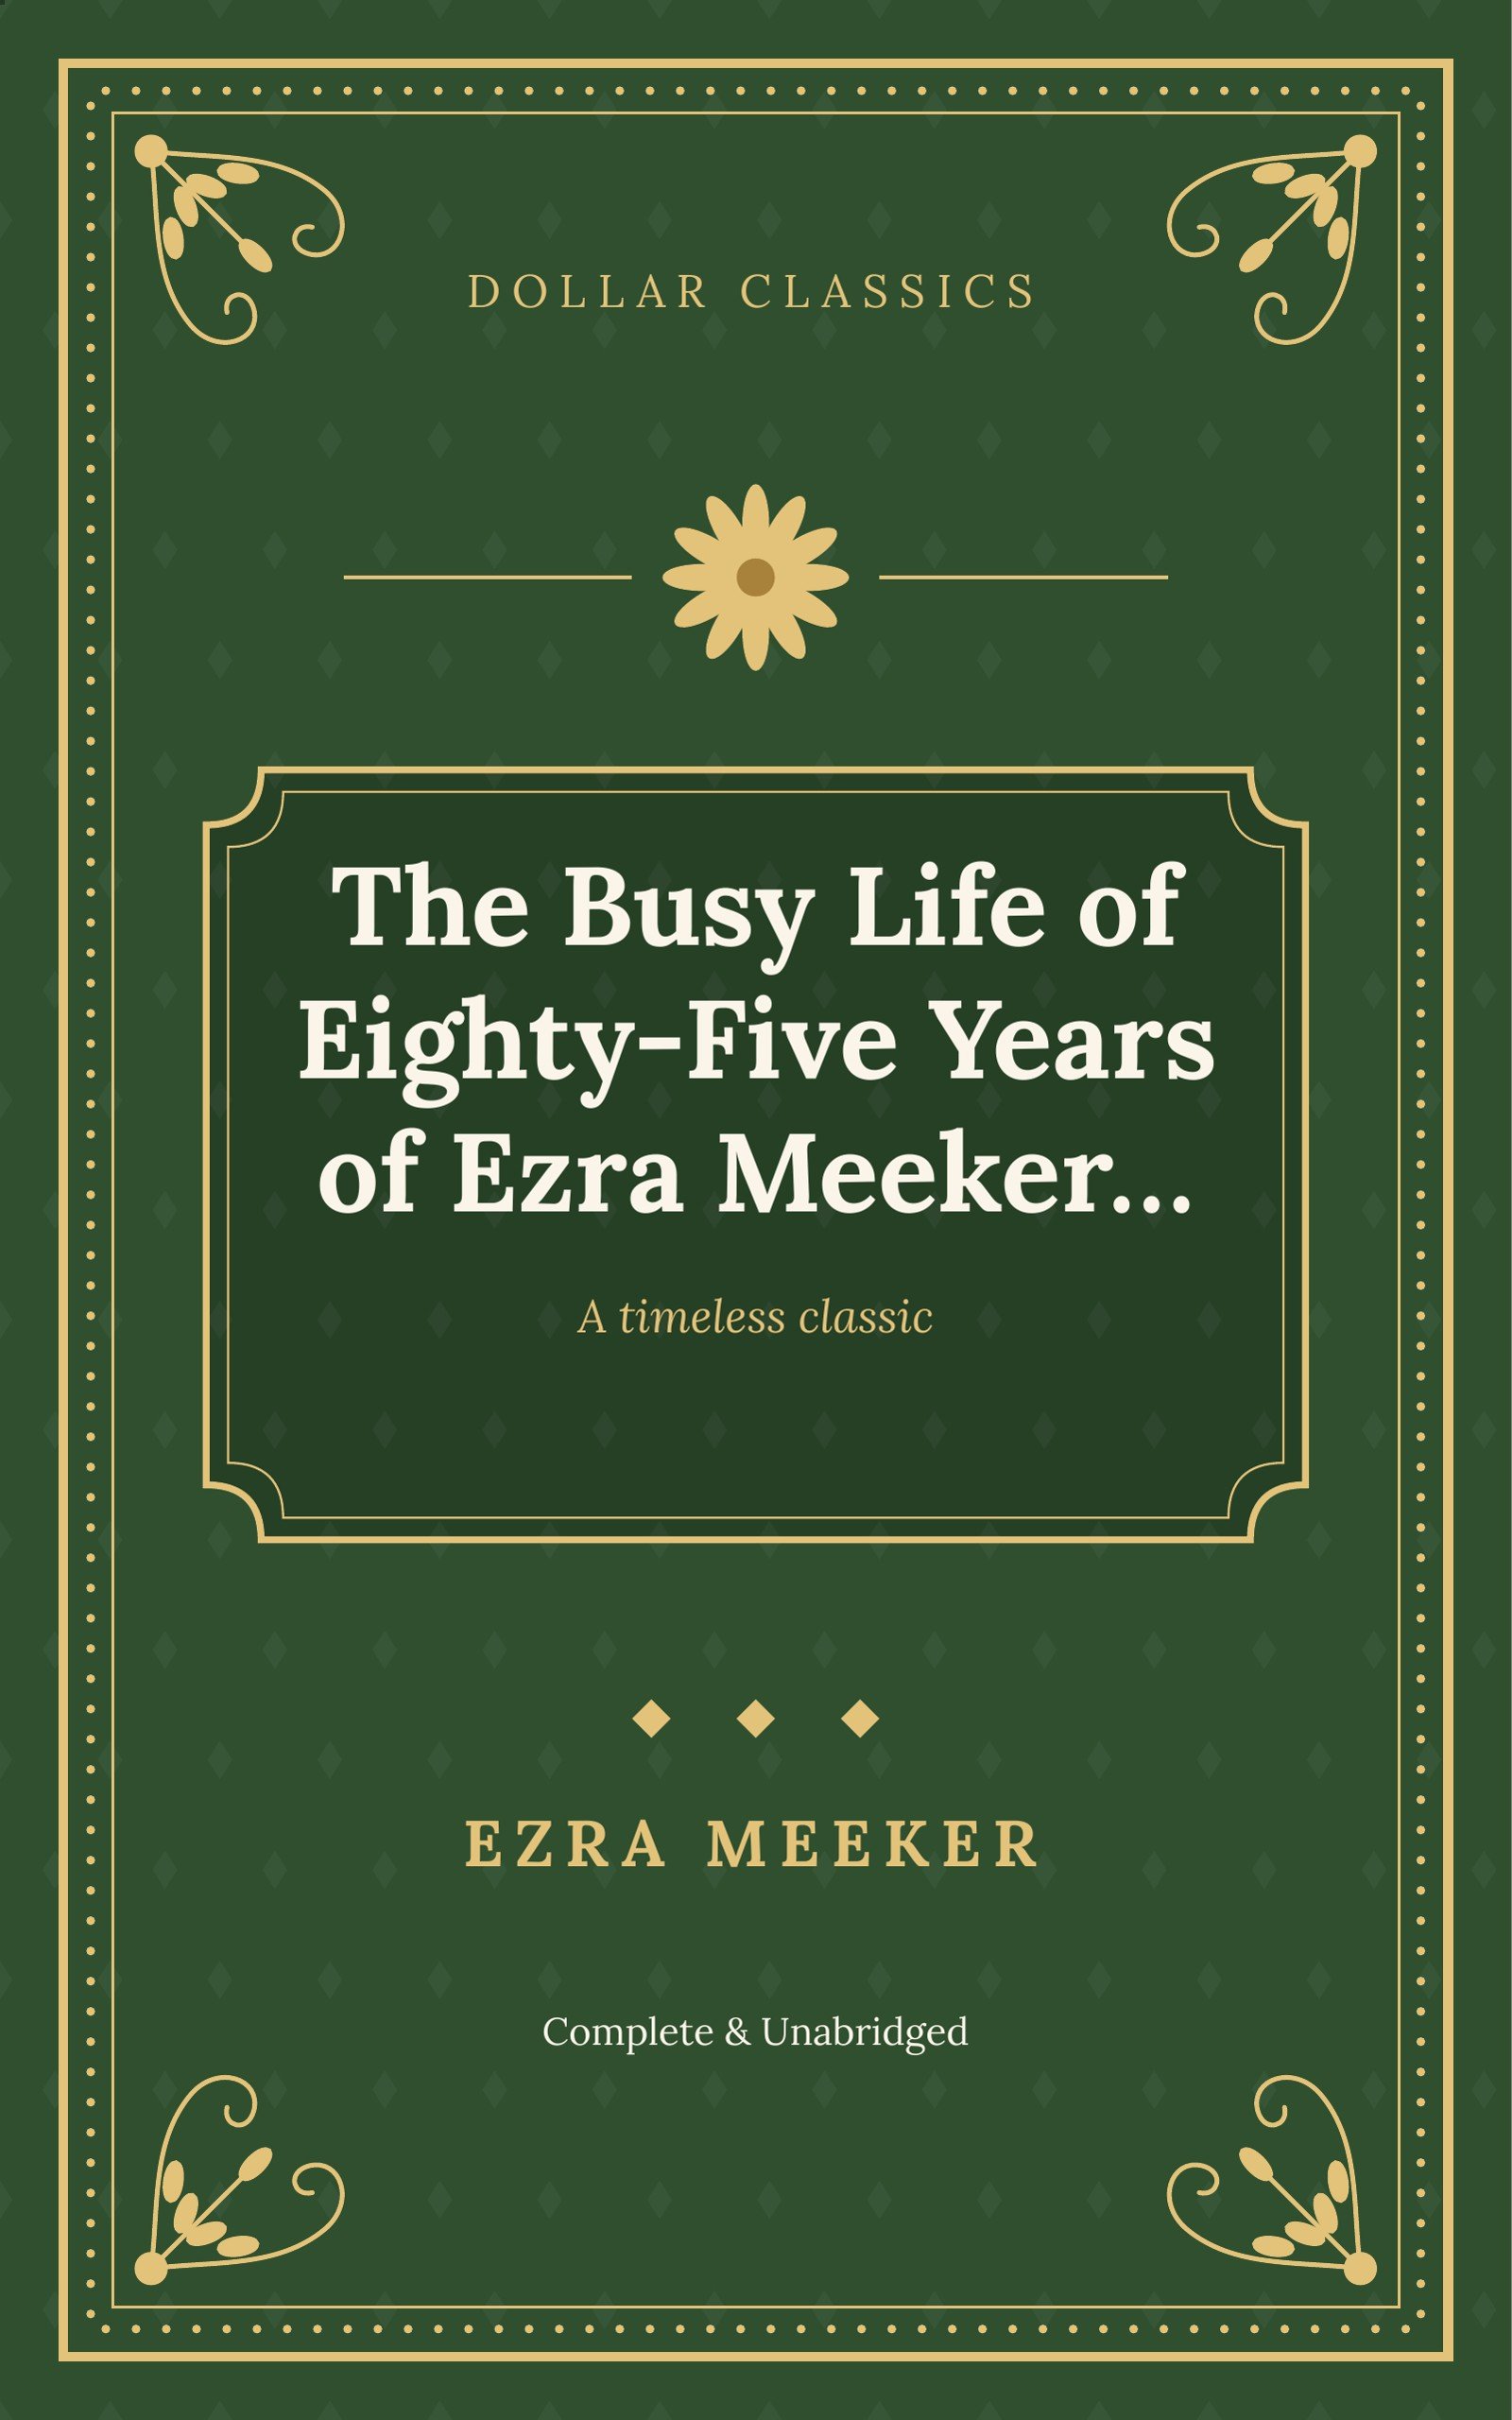 DOLLAR CLASSICS
The Busy Life of
Eighty-Five Years
of Ezra Meeker...
A timeless classic
EZRA MEEKER
Complete & Unabridged